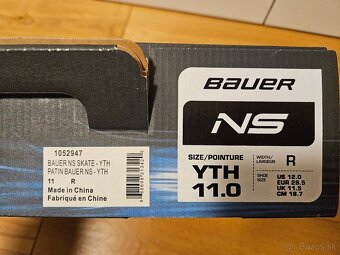 BAUER
NS
SIZE/POINTURE
YTH
11.0
WIDTH/
LARGEUR
R
SHOE
SIZE
US 12.0
EUR 29.5
UK 11.5
CM 18.7
1052947
BAUER NS SKATE - YTH
PATIN BAUER NS - YTH
11 R
Made in China
Fabriqué en Chine